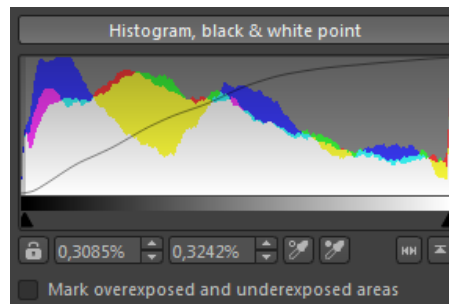 Histogram, black & white point
0,3085% 0,3242%
Mark overexposed and underexposed areas